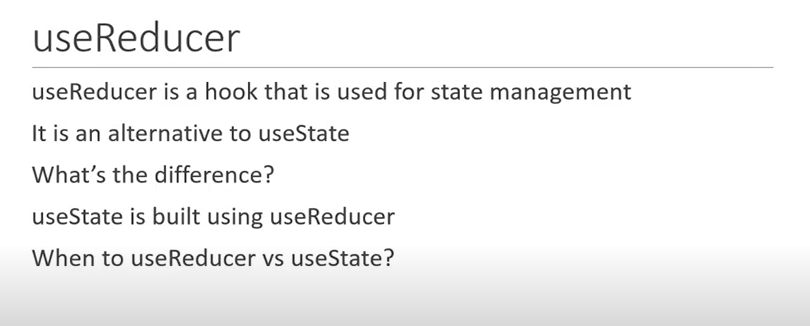 useReducer
useReducer is a hook that is used for state management
It is an alternative to useState
What’s the difference?
useState is built using useReducer
When to useReducer vs useState?